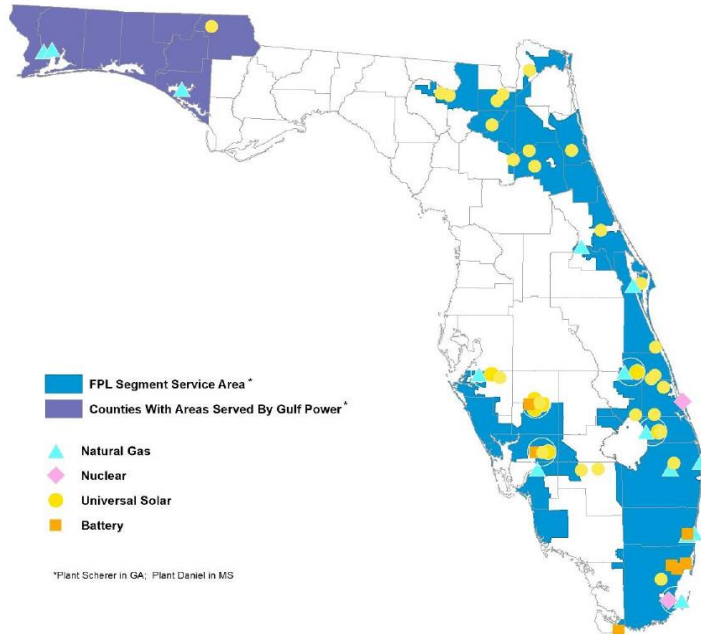 FPL Segment Service Area *
Counties With Areas Served By Gulf Power *
Natural Gas
Nuclear
Universal Solar
Battery
*Plant Scherer in GA; Plant Daniel in MS